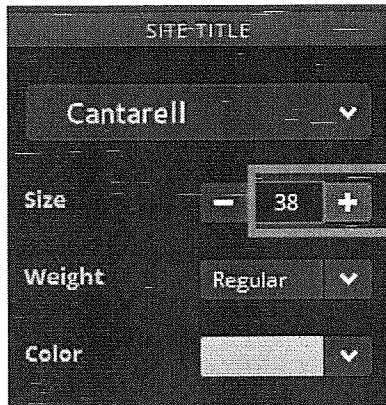 SITE TITLE
Cantarell
Size − 38 +
Weight Regular
Color